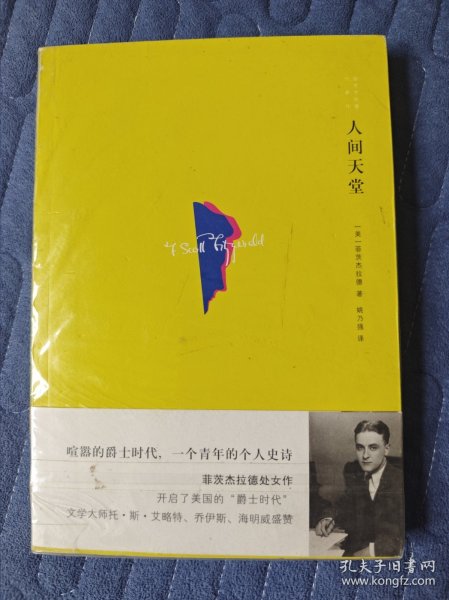 人间天堂
[美]菲茨杰拉德 著 姚乃强 译
F Scott Fitzgerald
喧嚣的爵士时代,一个青年的个人史诗
菲茨杰拉德处女作
开启了美国的“爵士时代”
文学大师托·斯·艾略特、乔伊斯、海明威盛赞
孔夫子旧书网
www.kongfz.com